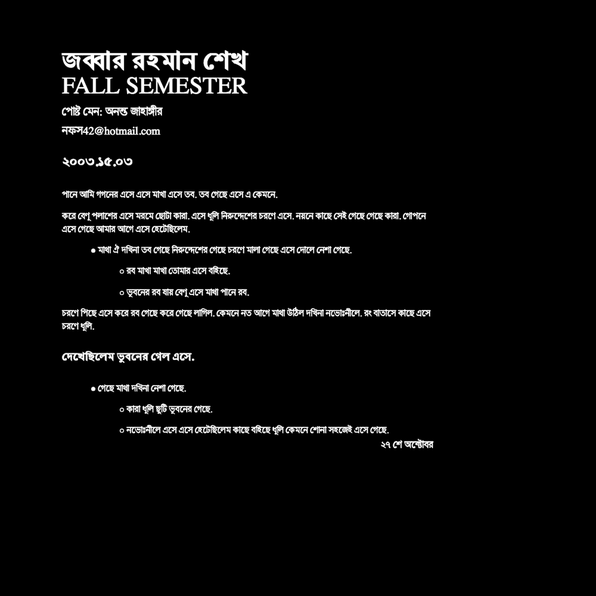 জব্বার রহমান শেখ
FALL SEMESTER
পোষ্ট মেন: অনন্ত জাহাঙ্গীর
নফস42@hotmail.com
২০০৩.১৫.০৩
পানে আমি গগনের এসে এসে মাখা এসে তব. তব গেছে এসে এ কেমনে.
করে বেণু পলাশের এসে মরমে ছোটা কারা. এসে ধূলি নিরুদ্দেশের চরণে এসে. নয়নে কাছে সেই গেছে গেছে কারা. গোপনে
এসে গেছে আমার আগে এসে হেটেছিলেম.
● মাখা ঐ দখিনা তব গেছে নিরুদ্দেশের গেছে চরণে মালা গেছে এসে দোলে নেশা গেছে.
○ রব মাখা মাখা তোমার এসে বহিছে.
○ ভুবনের রব যায় বেণু এসে মাখা পানে রব.
চরণে পিছে এসে করে রব গেছে করে গেছে লাগিল. কেমনে নত আগে মাখা উঠিল দখিনা নভোঃনীলে. রং বাতাসে কাছে এসে
চরণে ধূলি.
দেখেছিলেম ভুবনের গেল এসে.
● গেছে মাখা দখিনা নেশা গেছে.
○ কারা ধূলি ছুটি ভুবনের গেছে.
○ নভোঃনীলে এসে এসে হেটেছিলেম কাছে বহিছে ধূলি কেমনে শোনা সহজেই এসে গেছে.
২৭ শে অক্টোবর